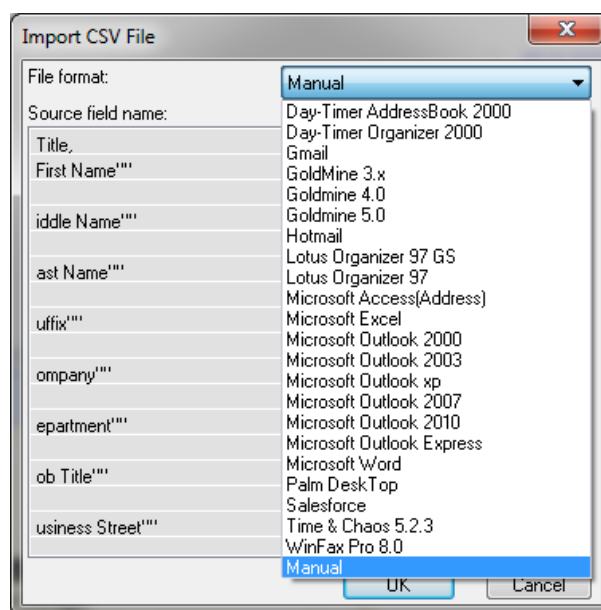 Import CSV File
File format:
Manual
Source field name:
Title,
First Name""
iddle Name""
ast Name""
uffix""
ompany""
epartment""
ob Title""
usiness Street""
Day-Timer AddressBook 2000
Day-Timer Organizer 2000
Gmail
GoldMine 3.x
Goldmine 4.0
Goldmine 5.0
Hotmail
Lotus Organizer 97 GS
Lotus Organizer 97
Microsoft Access(Address)
Microsoft Excel
Microsoft Outlook 2000
Microsoft Outlook 2003
Microsoft Outlook xp
Microsoft Outlook 2007
Microsoft Outlook 2010
Microsoft Outlook Express
Microsoft Word
Palm DeskTop
Salesforce
Time & Chaos 5.2.3
WinFax Pro 8.0
Manual
OK
Cancel